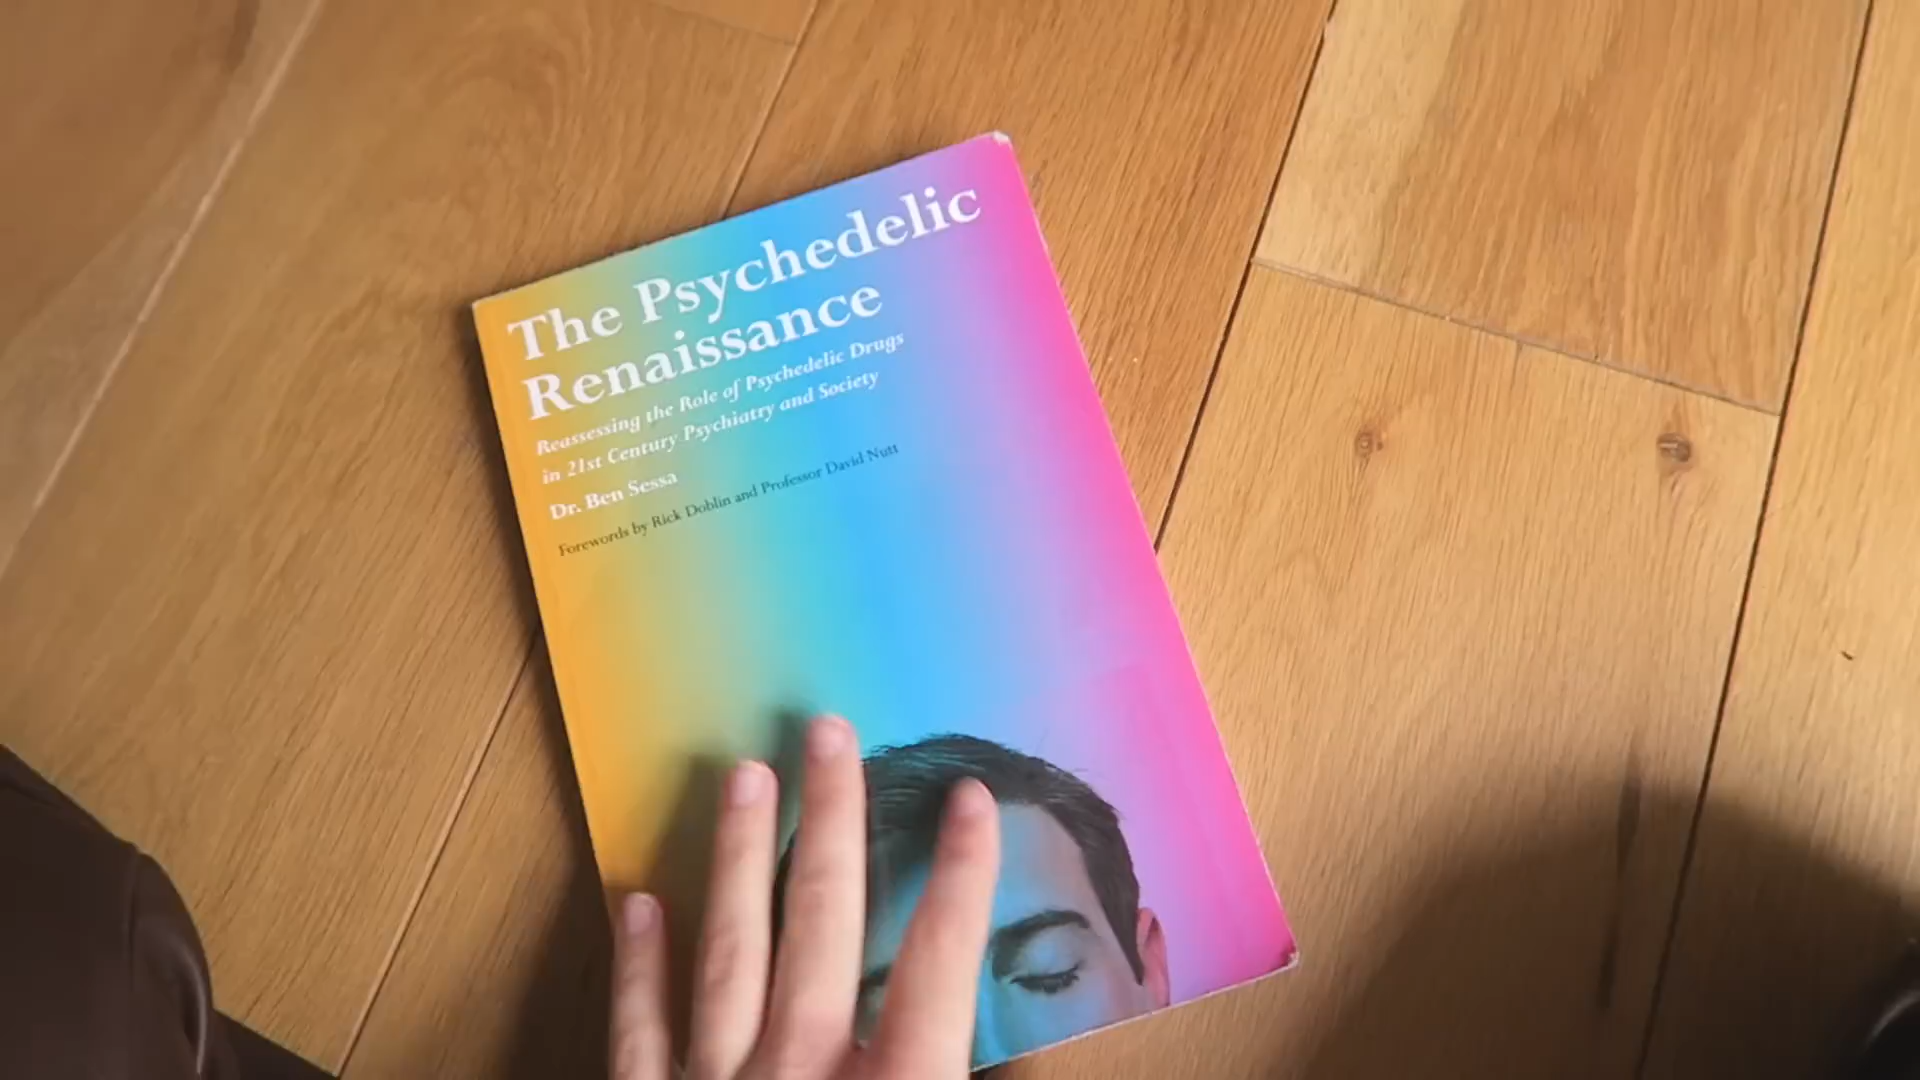 The Psychedelic
Renaissance
Reassessing the Role of Psychedelic Drugs
in 21st Century Psychiatry and Society
Dr. Ben Sessa
Forewords by Rick Doblin and Professor David Nutt